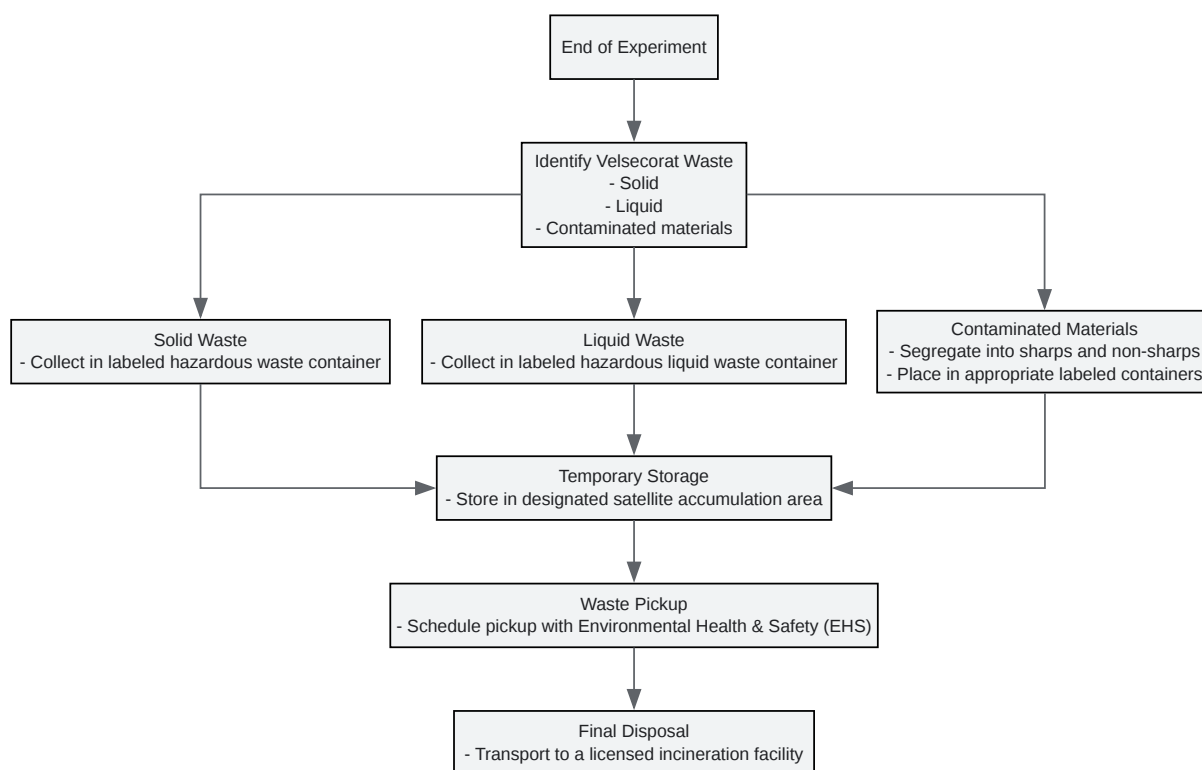 End of Experiment
Identify Velsecorat Waste
- Solid
- Liquid
- Contaminated materials
Solid Waste
- Collect in labeled hazardous waste container
Liquid Waste
- Collect in labeled hazardous liquid waste container
Contaminated Materials
- Segregate into sharps and non-sharps
- Place in appropriate labeled containers
Temporary Storage
- Store in designated satellite accumulation area
Waste Pickup
- Schedule pickup with Environmental Health & Safety (EHS)
Final Disposal
- Transport to a licensed incineration facility